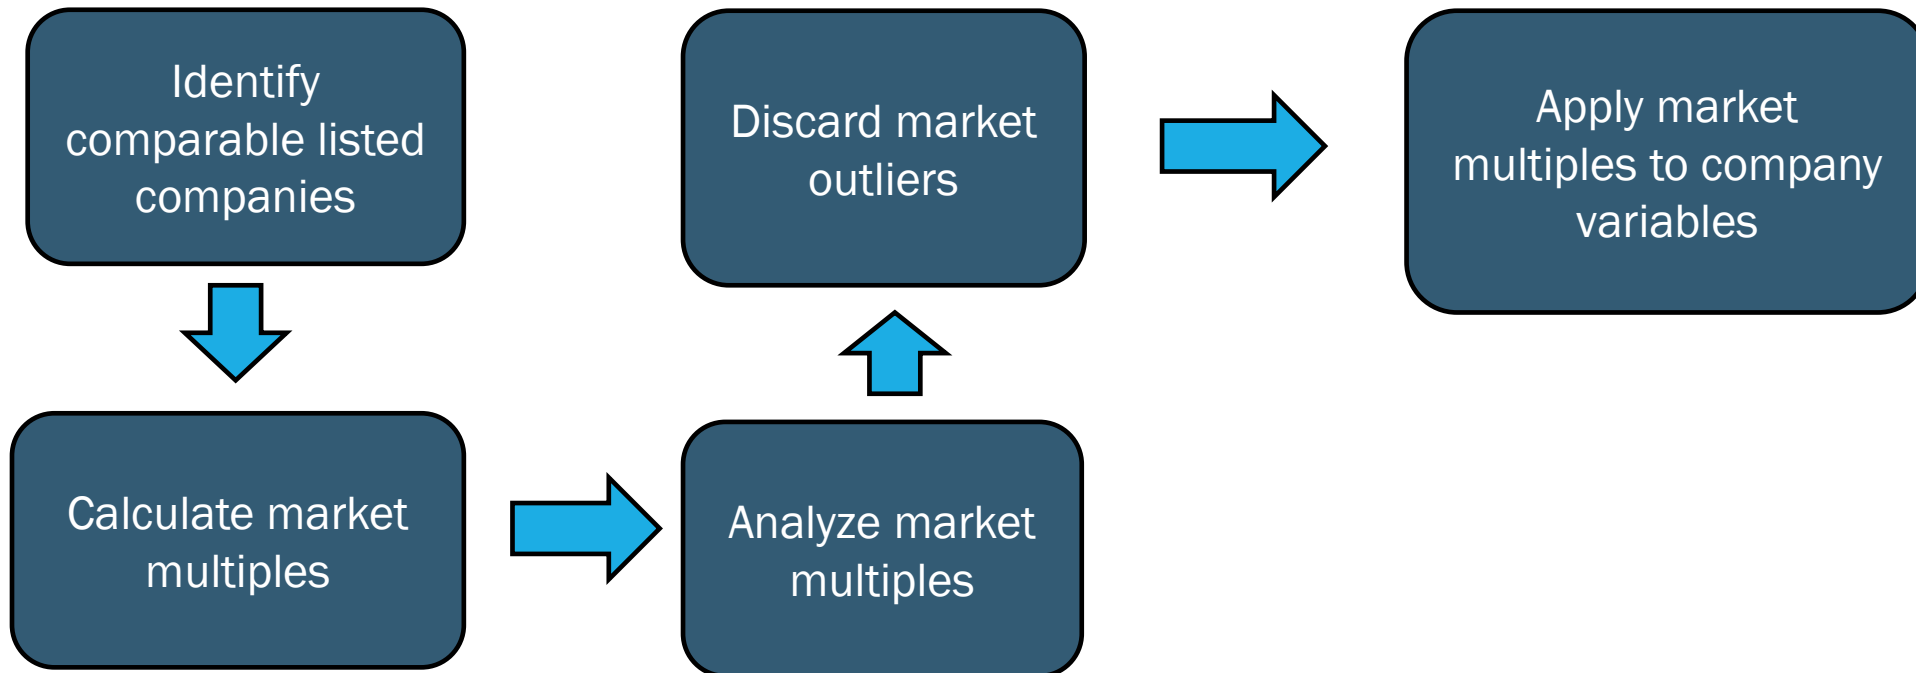 Identify
comparable listed
companies
Calculate market
multiples
Analyze market
multiples
Discard market
outliers
Apply market
multiples to company
variables